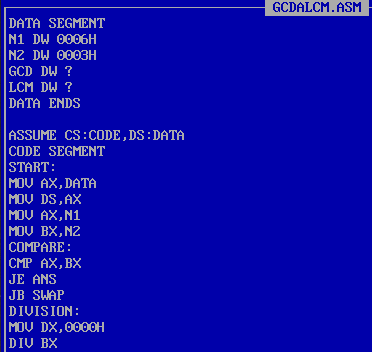 GCDALCM.ASM
DATA SEGMENT
N1 DW 0006H
N2 DW 0003H
GCD DW ?
LCM DW ?
DATA ENDS
ASSUME CS:CODE,DS:DATA
CODE SEGMENT
START:
MOV AX,DATA
MOV DS,AX
MOV AX,N1
MOV BX,N2
COMPARE:
CMP AX,BX
JE ANS
JB SWAP
DIVISION:
MOV DX,0000H
DIV BX